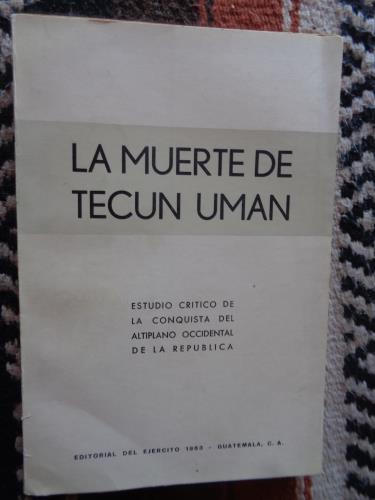 LA MUERTE DE
TECUN UMAN
ESTUDIO CRITICO DE
LA CONQUISTA DEL
ALTIPLANO OCCIDENTAL
DE LA REPUBLICA
EDITORIAL DEL EJERCITO 1963 - GUATEMALA, C. A.